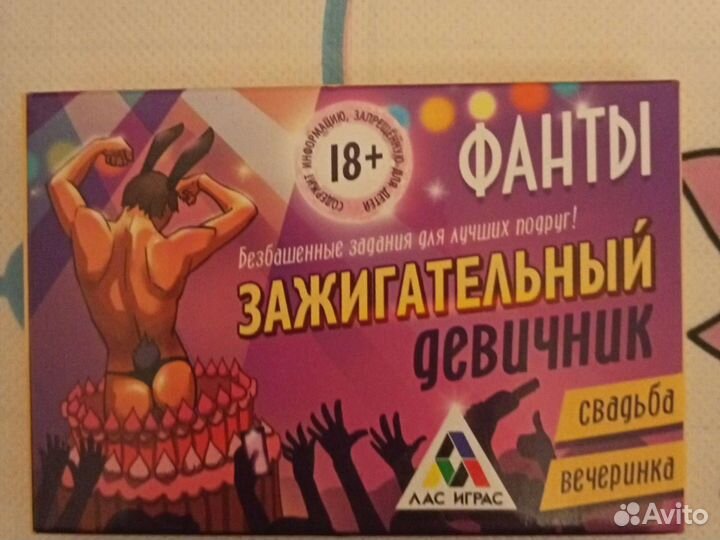 ФАНТЫ
СОДЕРЖИТ ИНФОРМАЦИЮ, ЗАПРЕЩЕННУЮ ДЛЯ ДЕТЕЙ
18+
Безбашенные задания для лучших подруг!
ЗАЖИГАТЕЛЬНЫЙ
девичник
свадьба
вечеринка
ЛАС ИГРАС
Avito